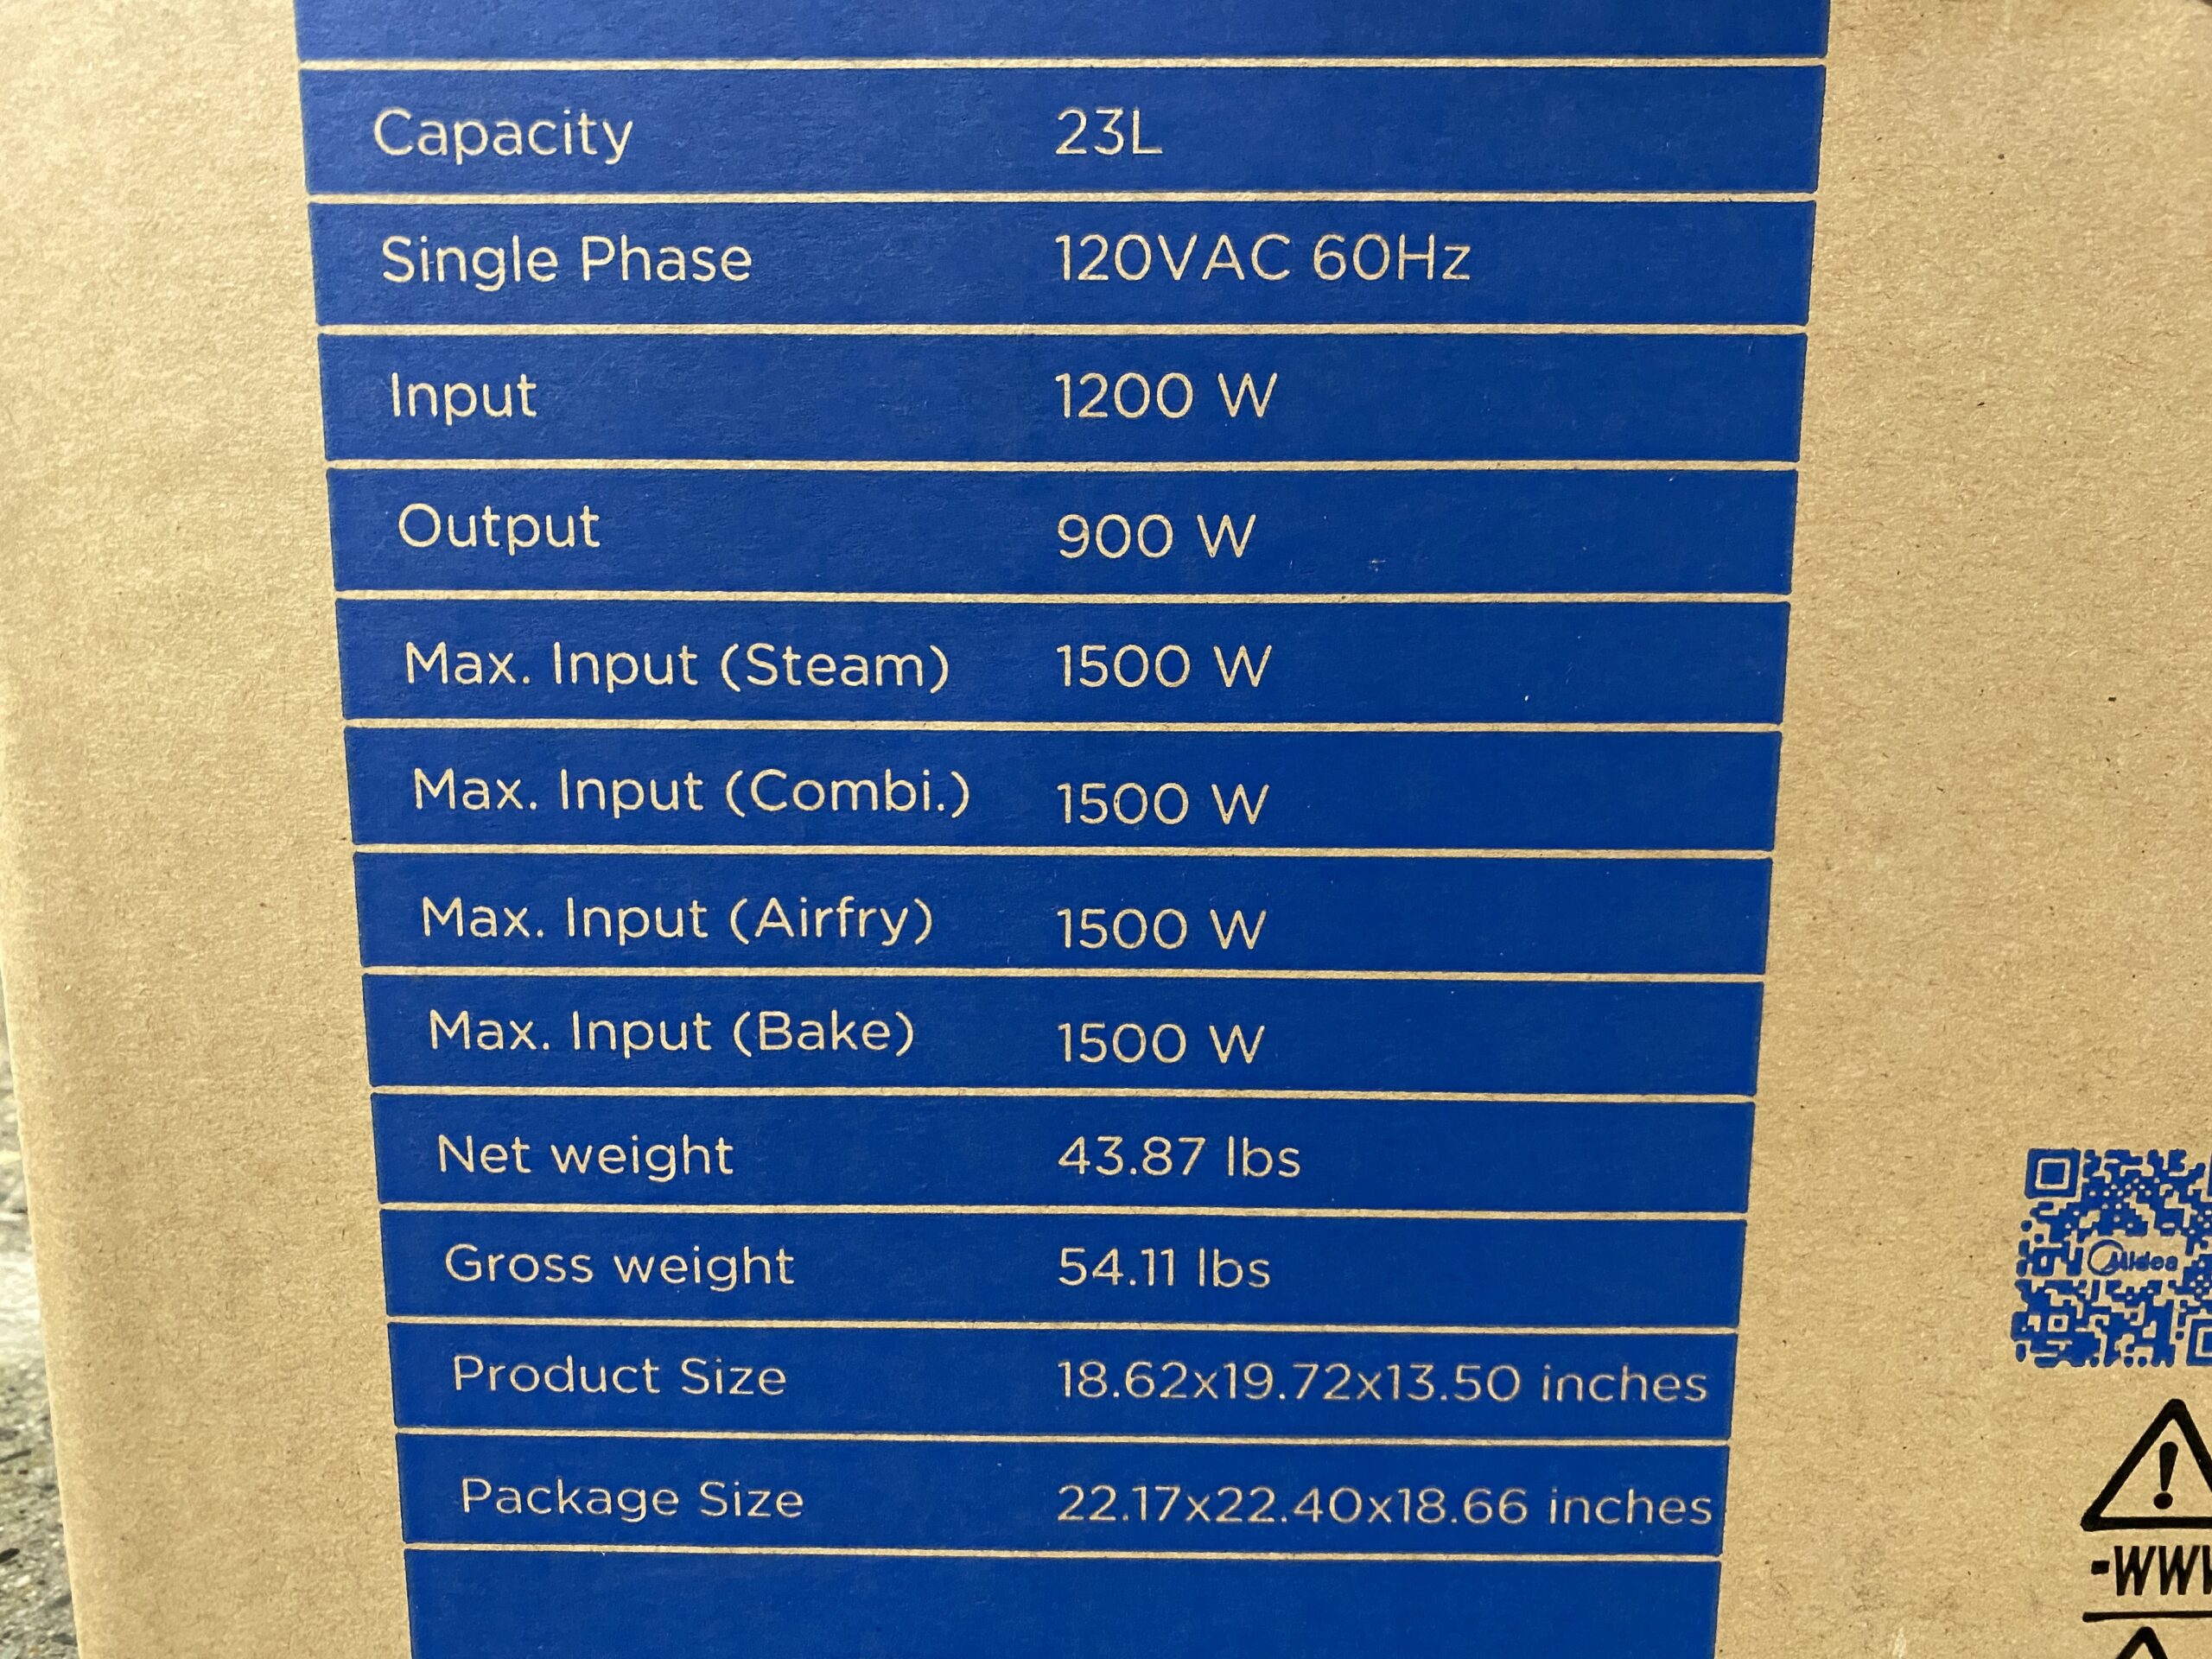 Capacity 23L
Single Phase 120VAC 60Hz
Input 1200 W
Output 900 W
Max. Input (Steam) 1500 W
Max. Input (Combi.) 1500 W
Max. Input (Airfry) 1500 W
Max. Input (Bake) 1500 W
Net weight 43.87 lbs
Gross weight 54.11 lbs
Midea
Product Size 18.62x19.72x13.50 inches
Package Size 22.17x22.40x18.66 inches